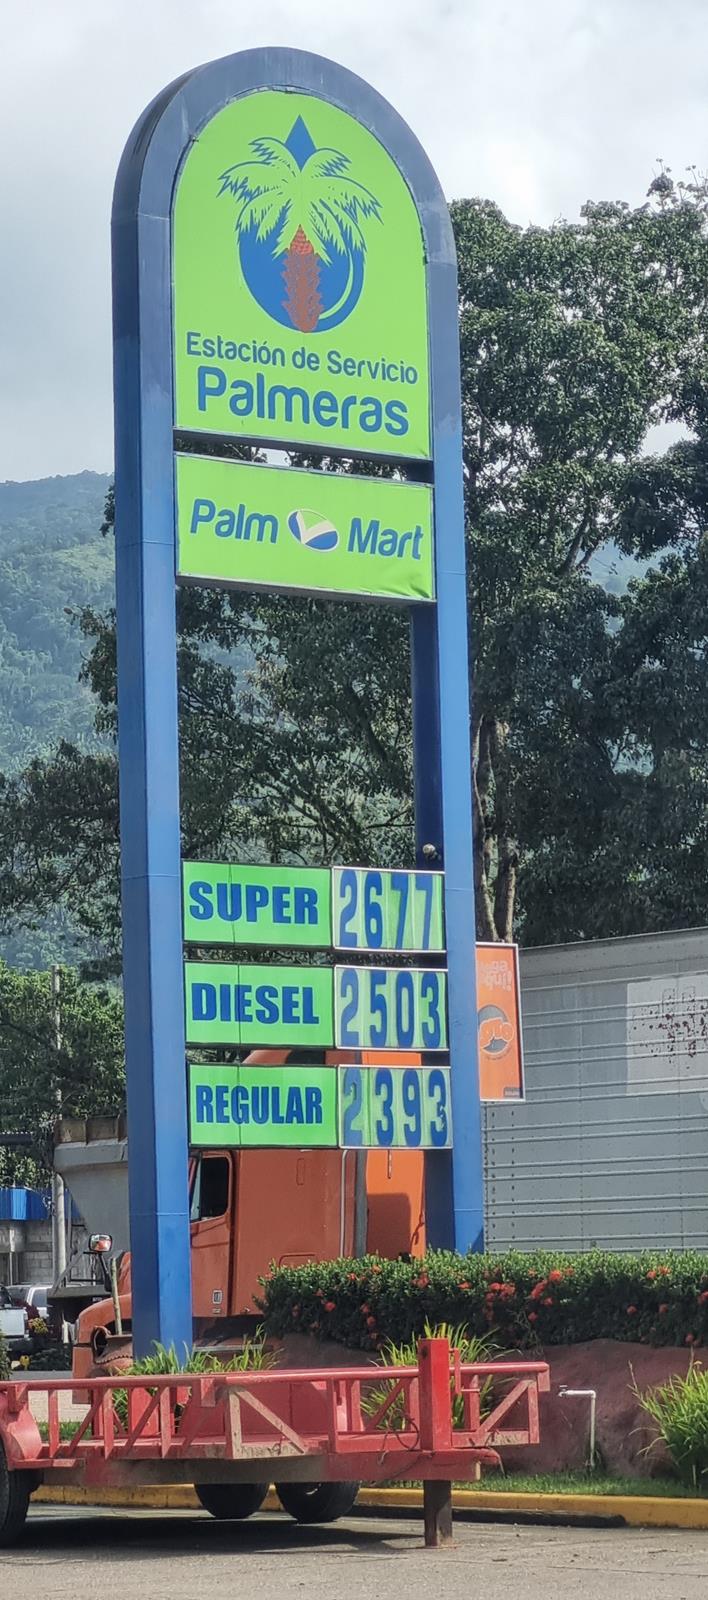 Estación de Servicio
Palmeras
Palm Mart
SUPER 2677
DIESEL 2503
REGULAR 2393